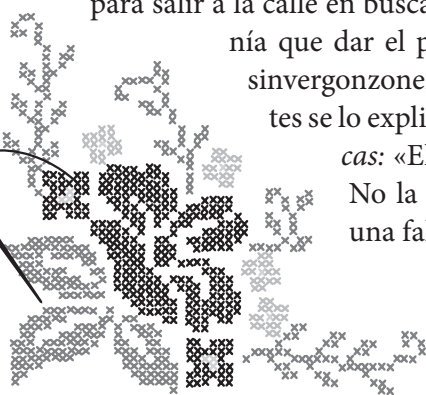 para salir a la calle en busca
nía que dar el p
sinvergonzone
tes se lo expli
cas: «El
No la
una fal